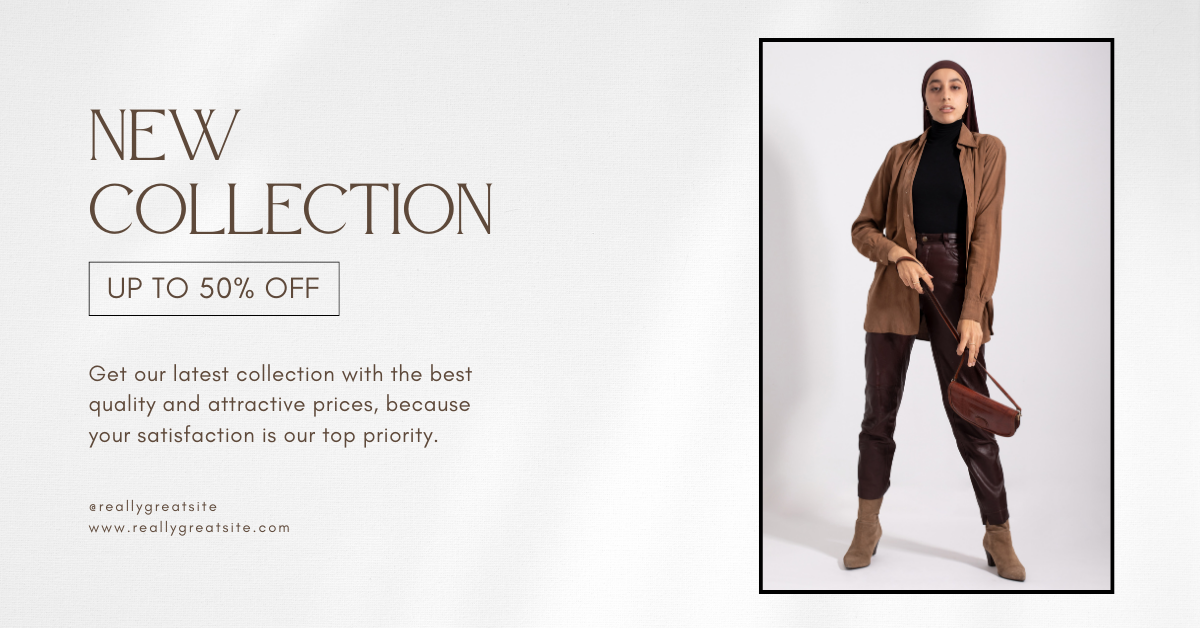 NEW
COLLECTION
UP TO 50% OFF
Get our latest collection with the best
quality and attractive prices, because
your satisfaction is our top priority.
@reallygreatsite
www.reallygreatsite.com